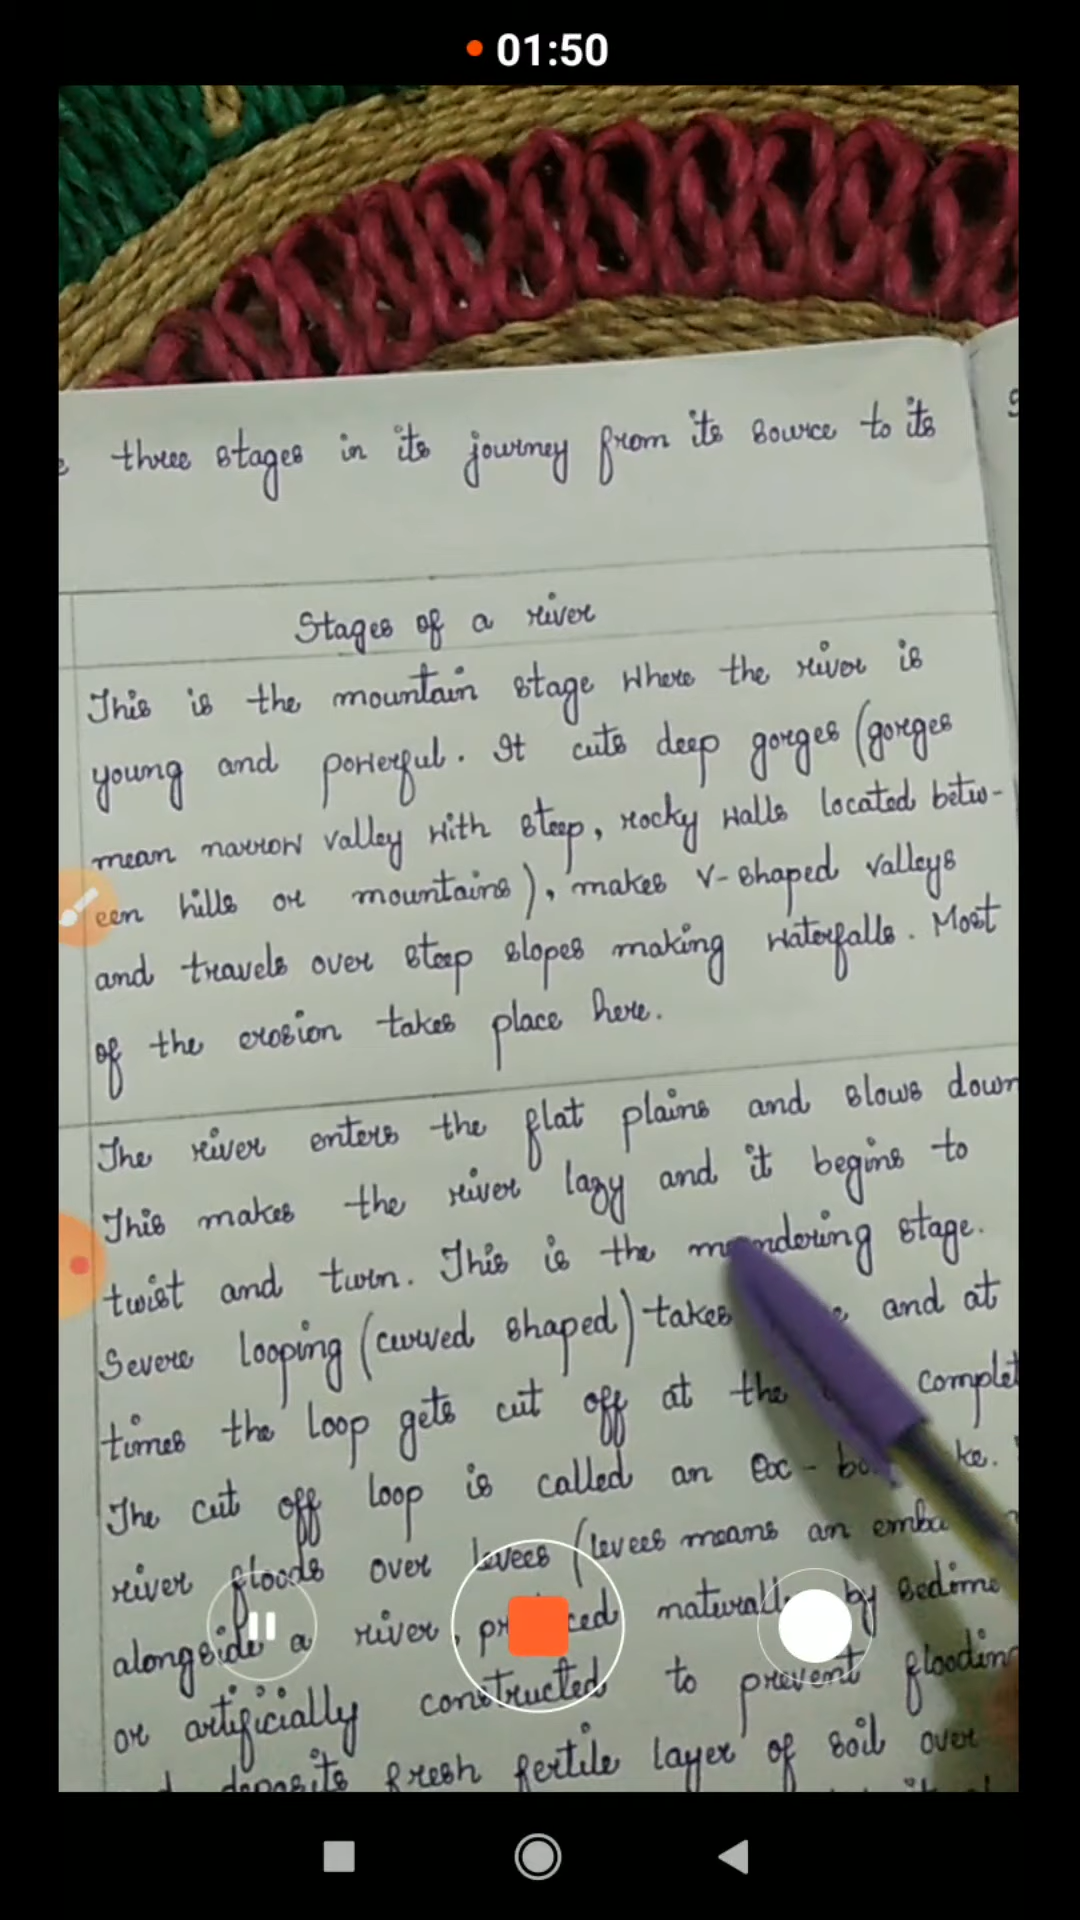 01:50
three stages in its journey from its source to its
Stages of a river
This is the mountain stage where the river is
young and powerful. It cuts deep gorges (gorges
mean narrow valley with steep, rocky walls located betw-
een hills or mountains), makes V-shaped valleys
and travels over steep slopes making waterfalls. Most
of the erosion takes place here.
The river enters the flat plains and slows down
This makes the river lazy and it begins to
twist and turn. This is the stage.
Severe looping (curved shaped) takes and at
times the loop gets cut off at the
The cut off loop is called an Ox-
river floods over levees (levees means an
alongside a river, naturally by
or artificially constructed to prevent
deposits fresh fertile layer of soil over